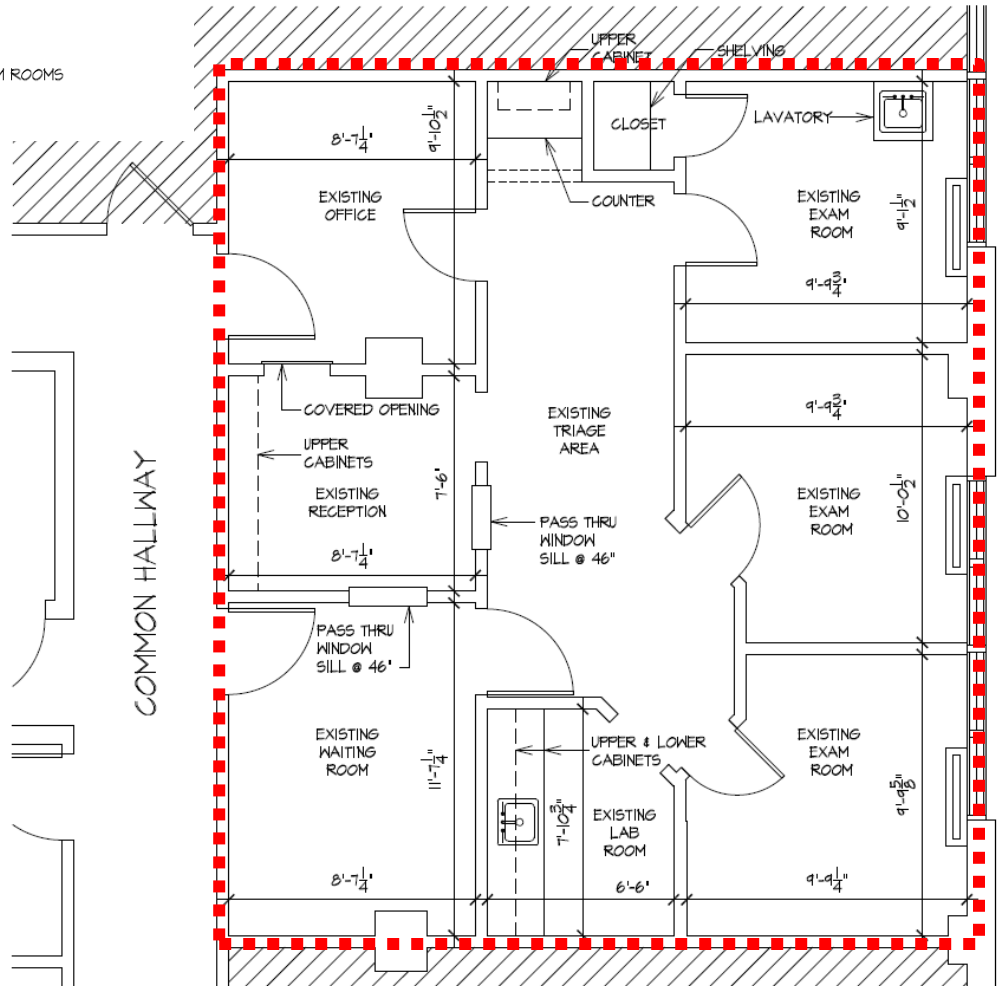 M ROOMS
UPPER
CABINET
SHELVING
CLOSET
LAVATORY
COUNTER
8'-7 1/4"
9'-10 1/2"
EXISTING
OFFICE
EXISTING
EXAM
ROOM
9'-1 1/2"
9'-9 3/4"
COVERED OPENING
UPPER
CABINETS
EXISTING
RECEPTION
7'-6"
8'-7 1/4"
EXISTING
TRIAGE
AREA
PASS THRU
WINDOW
SILL @ 46"
9'-9 3/4"
EXISTING
EXAM
ROOM
10'-0 1/2"
COMMON HALLWAY
PASS THRU
WINDOW
SILL @ 46"
EXISTING
WAITING
ROOM
11'-7 1/4"
8'-7 1/4"
UPPER & LOWER
CABINETS
7'-10 3/4"
EXISTING
LAB
ROOM
6'-6"
EXISTING
EXAM
ROOM
9'-9 5/8"
9'-9 1/4"